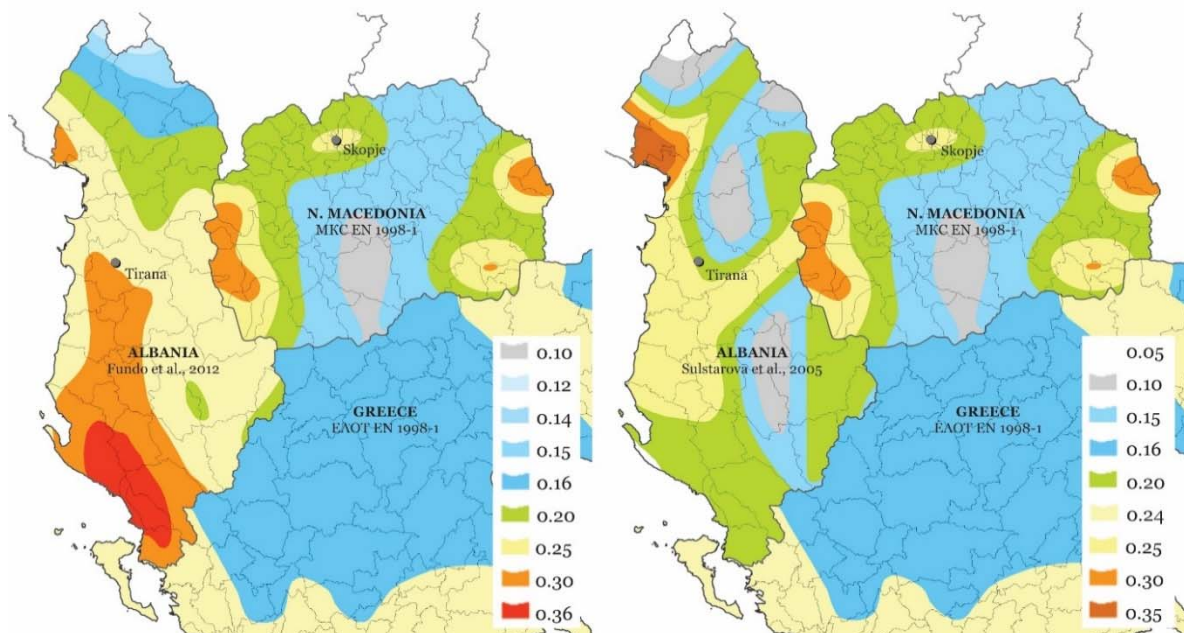 Skopje
N. MACEDONIA
MKC EN 1998-1
Tirana
ALBANIA
Fundo et al., 2012
GREECE
ΕΛΟΤ EN 1998-1
0.10
0.12
0.14
0.15
0.16
0.20
0.25
0.30
0.36
Skopje
N. MACEDONIA
MKC EN 1998-1
Tirana
ALBANIA
Sulstarova et al., 2005
GREECE
ΕΛΟΤ EN 1998-1
0.05
0.10
0.15
0.16
0.20
0.24
0.25
0.30
0.35